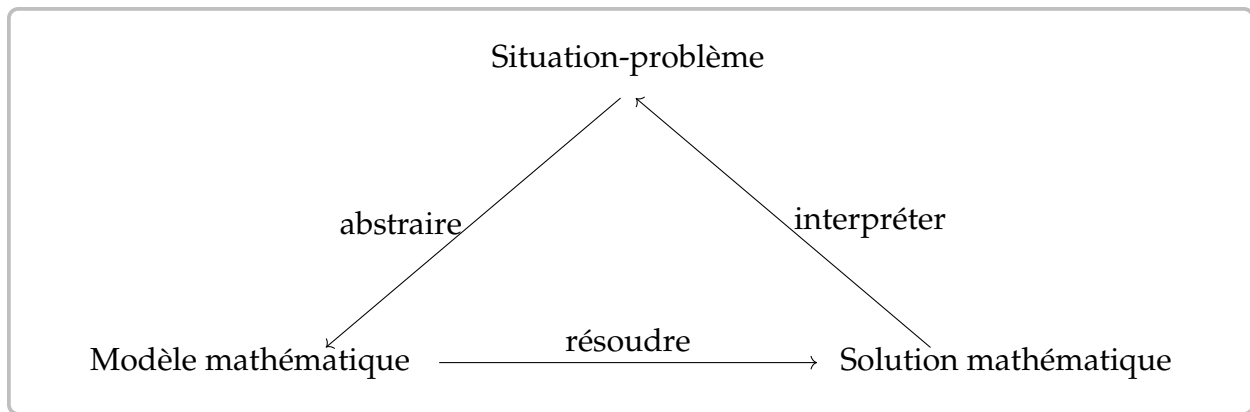 Situation-problème
abstraire
interpréter
résoudre
Modèle mathématique
Solution mathématique